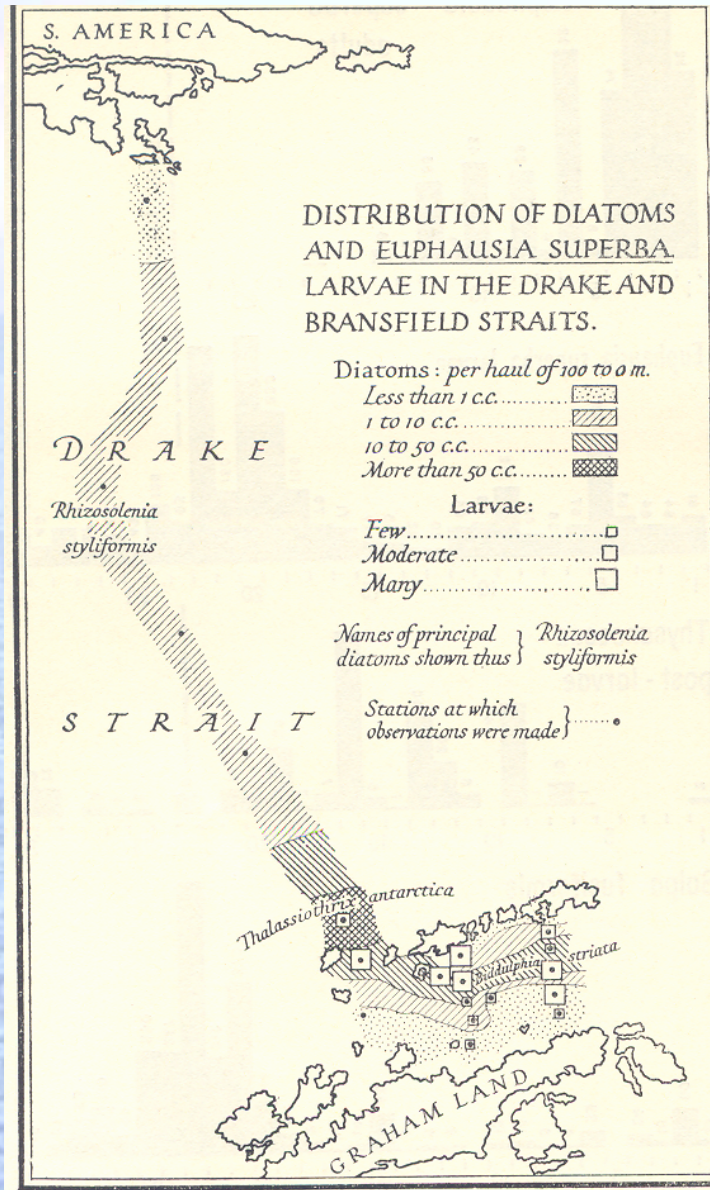 S. AMERICA
DISTRIBUTION OF DIATOMS
AND EUPHAUSIA SUPERBA
LARVAE IN THE DRAKE AND
BRANSFIELD STRAITS.
Diatoms: per haul of 100 to 0 m.
Less than 1 c.c.
1 to 10 c.c.
10 to 50 c.c.
More than 50 c.c.
Larvae:
Few
Moderate
Many
Names of principal
diatoms shown thus } Rhizosolenia
styliformis
Stations at which
observations were made }
DRAKE
Rhizosolenia
styliformis
STRAIT
Thalassiothrix antarctica
Biddulphia striata
GRAHAM LAND